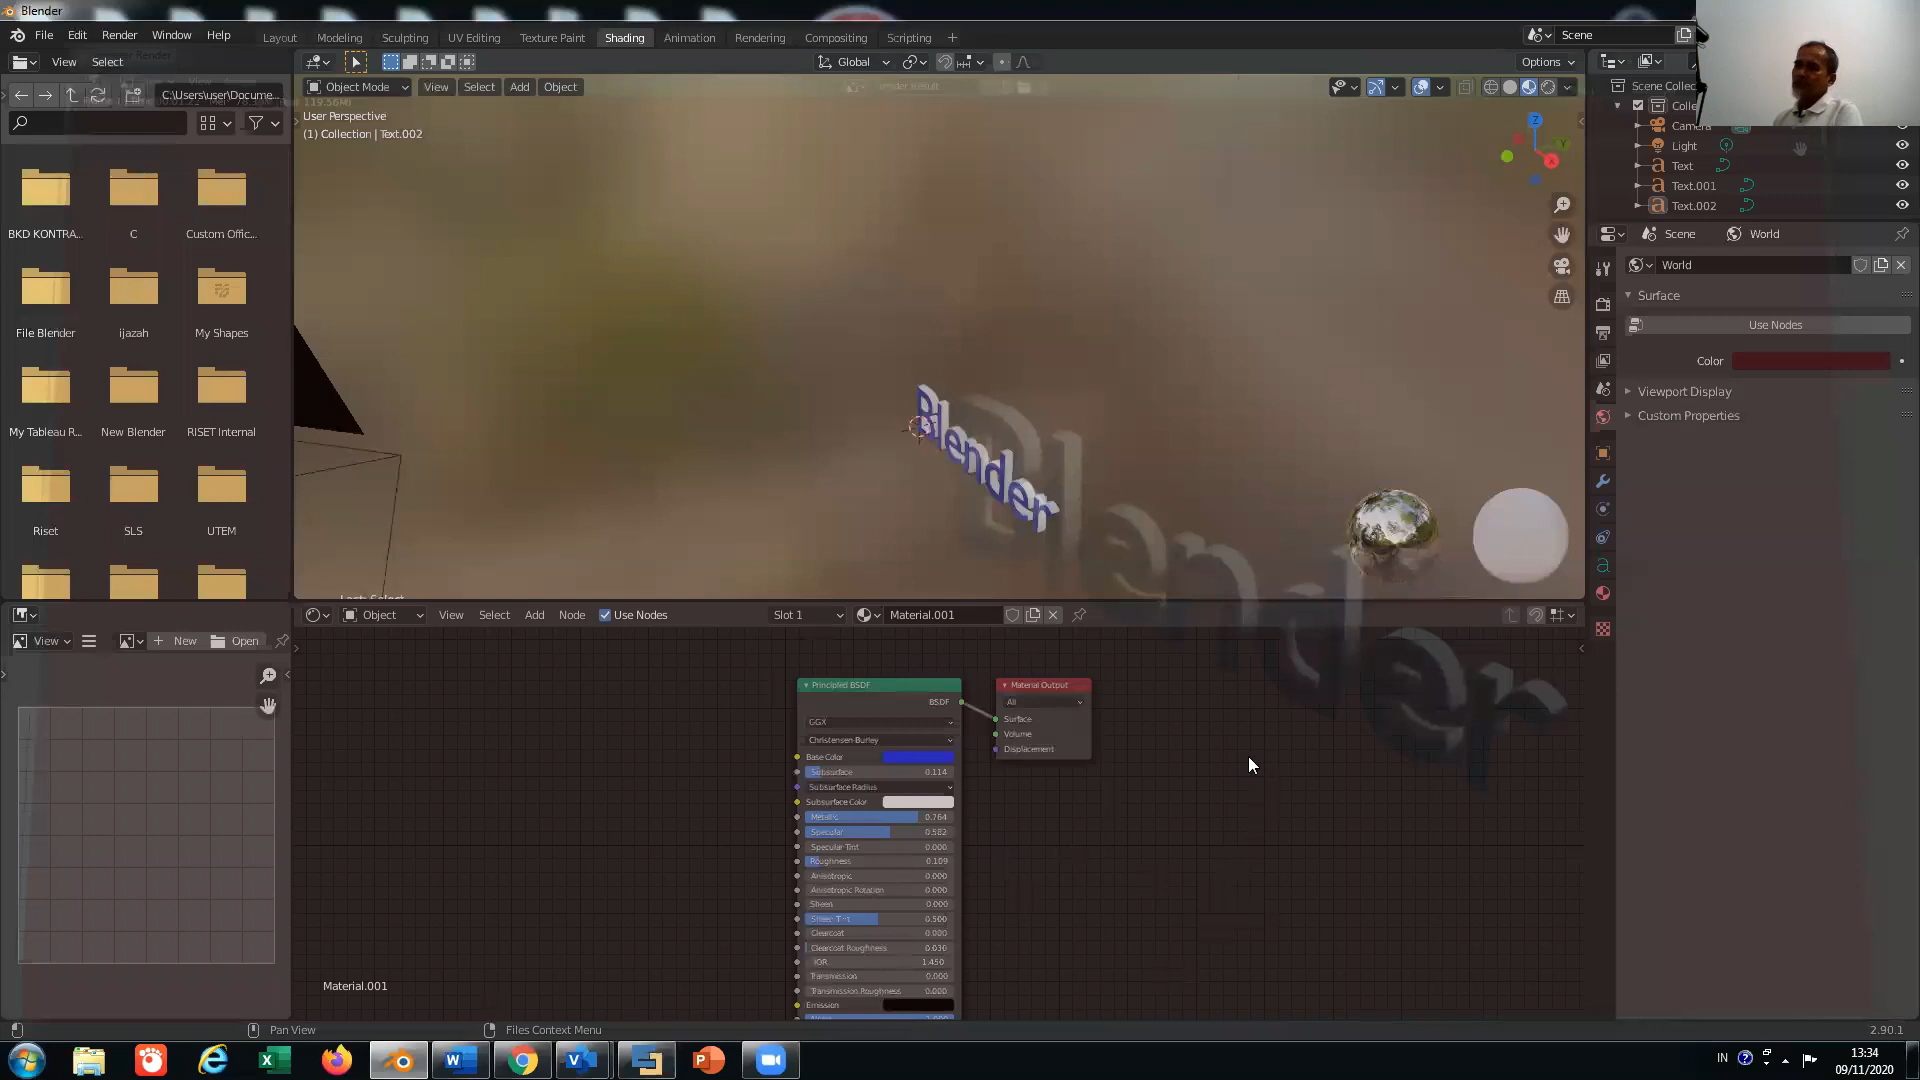 Blender
File Edit Render Window Help
Layout Modeling Sculpting UV Editing Texture Paint Shading Animation Rendering Compositing Scripting
Scene
View Select
Global
Options
C:\Users\user\Docume...
Object Mode View Select Add Object
User Perspective
(1) Collection | Text.002
Scene Collec
Colle
Camera
Light
Text
Text.001
Text.002
Scene World
World
Surface
Use Nodes
Color
Viewport Display
Custom Properties
BKD KONTRA... C Custom Offic...
File Blender ijazah My Shapes
My Tableau R... New Blender RISET Internal
Riset SLS UTEM
Blender
Blender
Z
Y
X
Object View Select Add Node Use Nodes Slot 1 Material.001
View New Open
Principled BSDF
BSDF
GGX
Christensen-Burley
Base Color
Subsurface 0.114
Subsurface Radius
Subsurface Color
Metallic 0.764
Specular 0.582
Specular Tint 0.000
Roughness 0.109
Anisotropic 0.000
Anisotropic Rotation 0.000
Sheen 0.000
Sheen Tint 0.500
Clearcoat 0.000
Clearcoat Roughness 0.030
IOR 1.450
Transmission 0.000
Transmission Roughness 0.000
Emission
Material Output
All
Surface
Volume
Displacement
Material.001
Pan View Files Context Menu
2.90.1
IN
13:34
09/11/2020